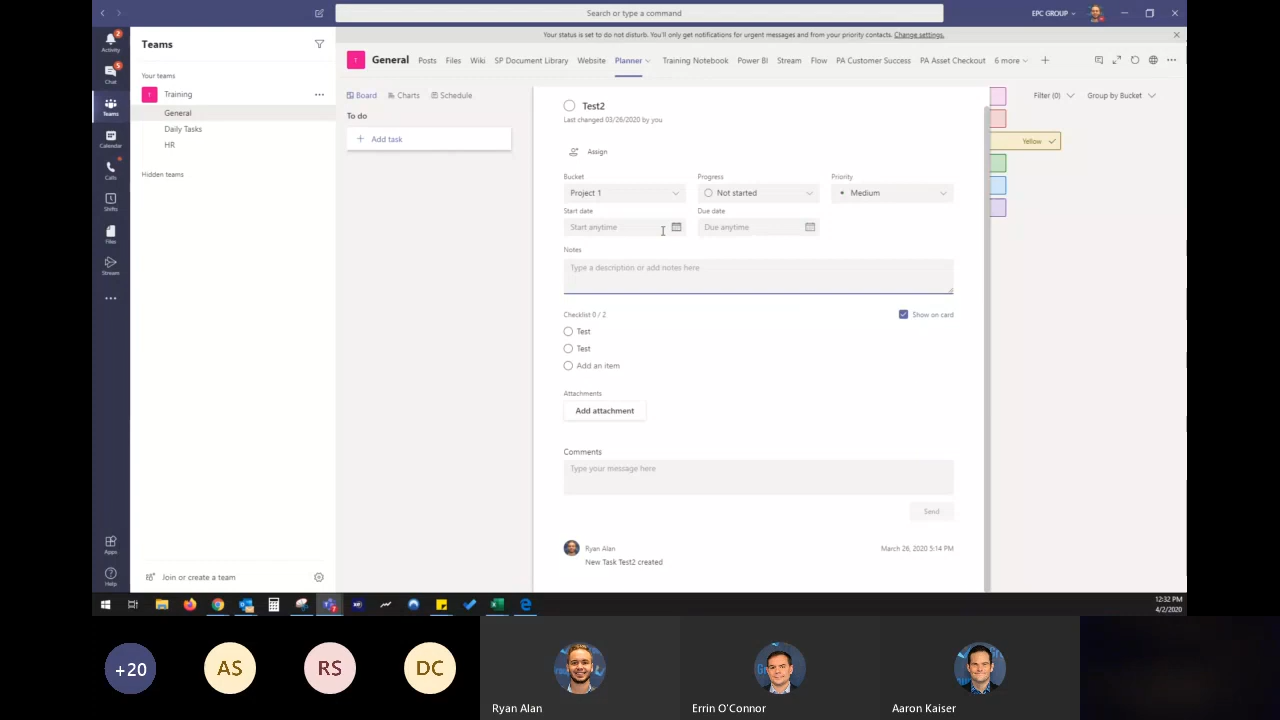 Search or type a command
EPC GROUP
Your status is set to do not disturb. You'll only get notifications for urgent messages and from your priority contacts. Change settings.
Activity
2
Chat
5
Teams
Calendar
Calls
Shifts
Files
Stream
Apps
Help
Teams
Your teams
T Training
General
Daily Tasks
HR
Hidden teams
Join or create a team
T General Posts Files Wiki SP Document Library Website Planner Training Notebook Power BI Stream Flow PA Customer Success PA Asset Checkout 6 more
Board Charts Schedule
Filter (0) Group by Bucket
To do
Add task
Test2
Last changed 03/26/2020 by you
Assign
Bucket Progress Priority
Project 1 Not started Medium
Start date Due date
Start anytime Due anytime
Notes
Type a description or add notes here
Checklist 0 / 2 Show on card
Test
Test
Add an item
Attachments
Add attachment
Comments
Type your message here
Send
Ryan Alan March 26, 2020 5:14 PM
New Task Test2 created
Yellow
12:32 PM
4/2/2020
+20 AS RS DC
Ryan Alan Errin O'Connor Aaron Kaiser